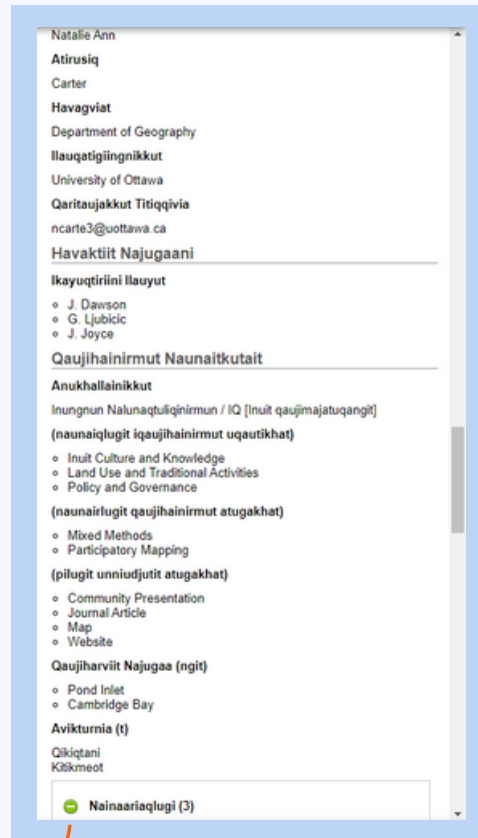 Natalie Ann
Atirusiq
Carter
Havagviat
Department of Geography
Ilauqatigiingnikkut
University of Ottawa
Qaritaujakkut Titiqqivia
ncarte3@uottawa.ca
Havaktiit Najugaani
Ikayuqtiriini Ilauyut
J. Dawson
G. Ljubicic
J. Joyce
Qaujihainirmut Naunaitkutait
Anukhallainikkut
Inungnun Nalunaqtuliqinirmun / IQ [Inuit qaujimajatuqangit]
(naunaiqlugit iqaujihainirmut uqautikhat)
Inuit Culture and Knowledge
Land Use and Traditional Activities
Policy and Governance
(naunairlugit qaujihainirmut atugakhat)
Mixed Methods
Participatory Mapping
(pilugit unniudjutit atugakhat)
Community Presentation
Journal Article
Map
Website
Qaujiharviit Najugaa (ngit)
Pond Inlet
Cambridge Bay
Avikturnia (t)
Qikiqtani
Kitikmeot
Nainaariaqlugi (3)